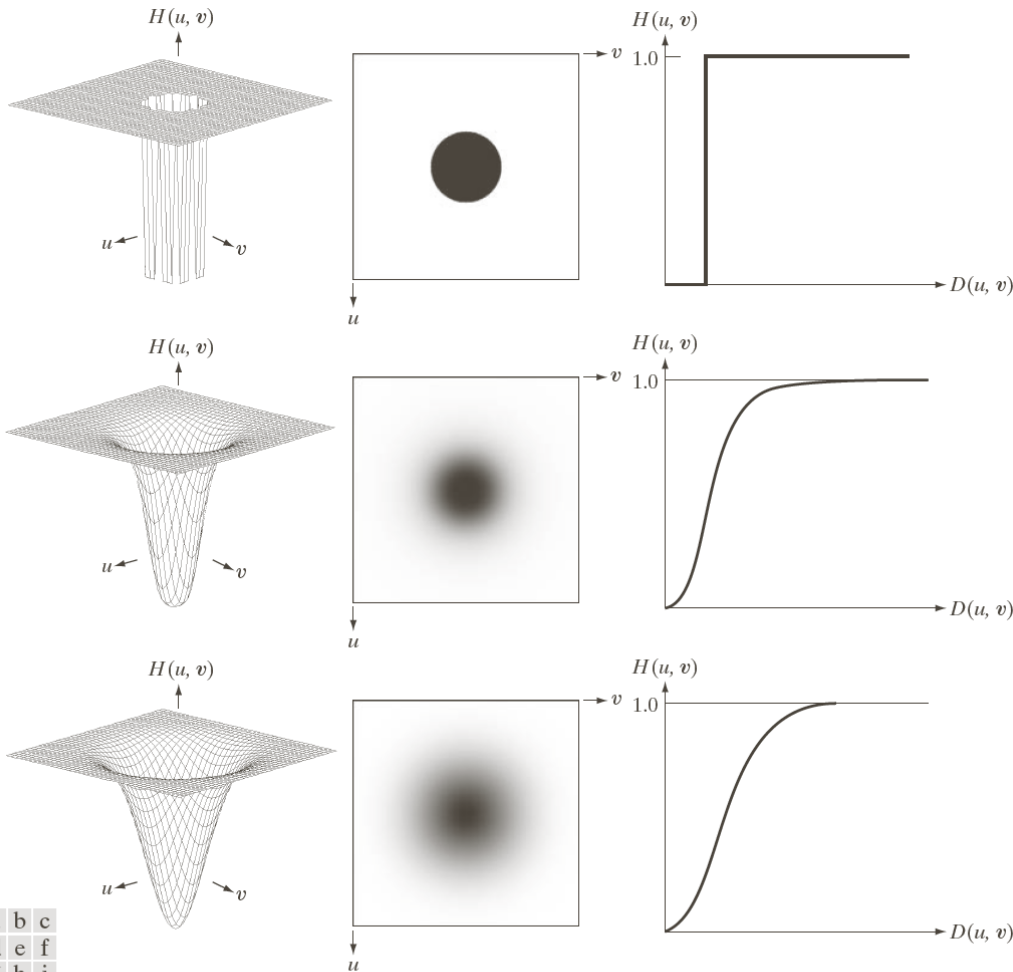 H(u, v)
v
1.0
H(u, v)
u
v
u
D(u, v)
H(u, v)
v
1.0
H(u, v)
u
v
u
D(u, v)
H(u, v)
v
1.0
H(u, v)
u
v
u
D(u, v)
b c
e f
h i